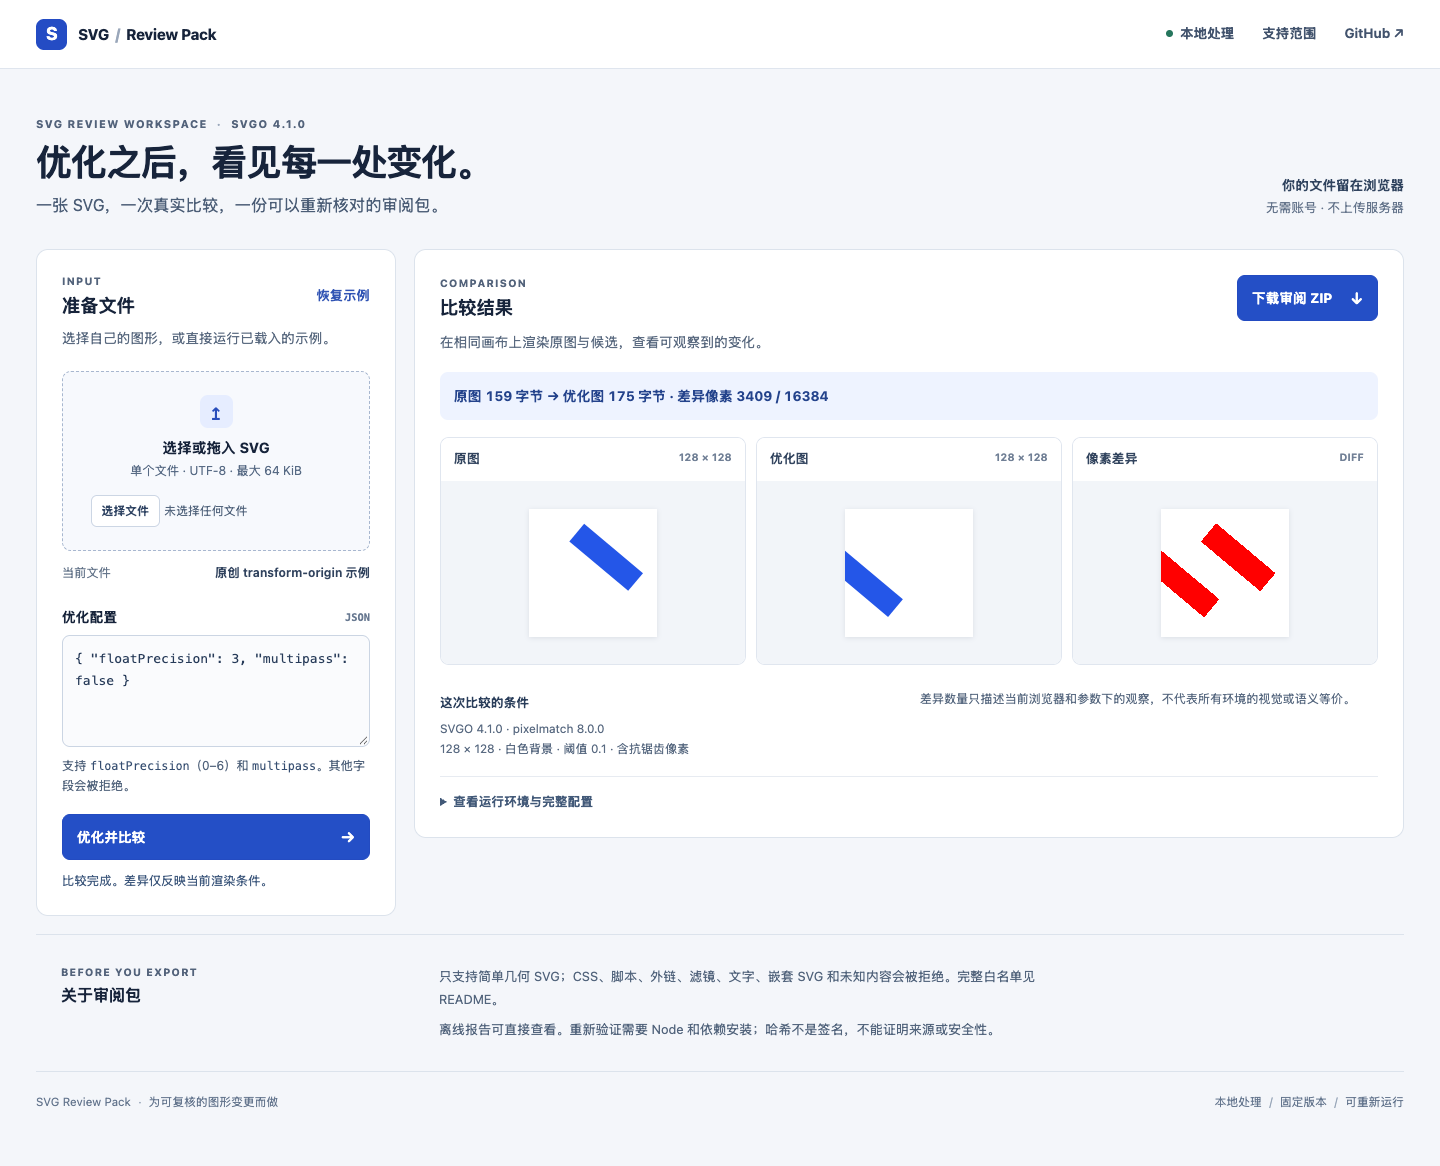 S SVG / Review Pack
本地处理 支持范围 GitHub ↗
SVG REVIEW WORKSPACE · SVGO 4.1.0
优化之后，看见每一处变化。
一张 SVG，一次真实比较，一份可以重新核对的审阅包。
你的文件留在浏览器
无需账号 · 不上传服务器
INPUT
准备文件
恢复示例
选择自己的图形，或直接运行已载入的示例。
↥
选择或拖入 SVG
单个文件 · UTF-8 · 最大 64 KiB
选择文件 未选择任何文件
当前文件 原创 transform-origin 示例
优化配置 JSON
{ "floatPrecision": 3, "multipass":
false }
支持 floatPrecision（0–6）和 multipass。其他字
段会被拒绝。
优化并比较 →
比较完成。差异仅反映当前渲染条件。
COMPARISON
比较结果
下载审阅 ZIP ↓
在相同画布上渲染原图与候选，查看可观察到的变化。
原图 159 字节 → 优化图 175 字节 · 差异像素 3409 / 16384
原图 128 × 128
优化图 128 × 128
像素差异 DIFF
这次比较的条件
SVGO 4.1.0 · pixelmatch 8.0.0
128 × 128 · 白色背景 · 阈值 0.1 · 含抗锯齿像素
差异数量只描述当前浏览器和参数下的观察，不代表所有环境的视觉或语义等价。
▶ 查看运行环境与完整配置
BEFORE YOU EXPORT
关于审阅包
只支持简单几何 SVG；CSS、脚本、外链、滤镜、文字、嵌套 SVG 和未知内容会被拒绝。完整白名单见
README。
离线报告可直接查看。重新验证需要 Node 和依赖安装；哈希不是签名，不能证明来源或安全性。
SVG Review Pack · 为可复核的图形变更而做
本地处理 / 固定版本 / 可重新运行